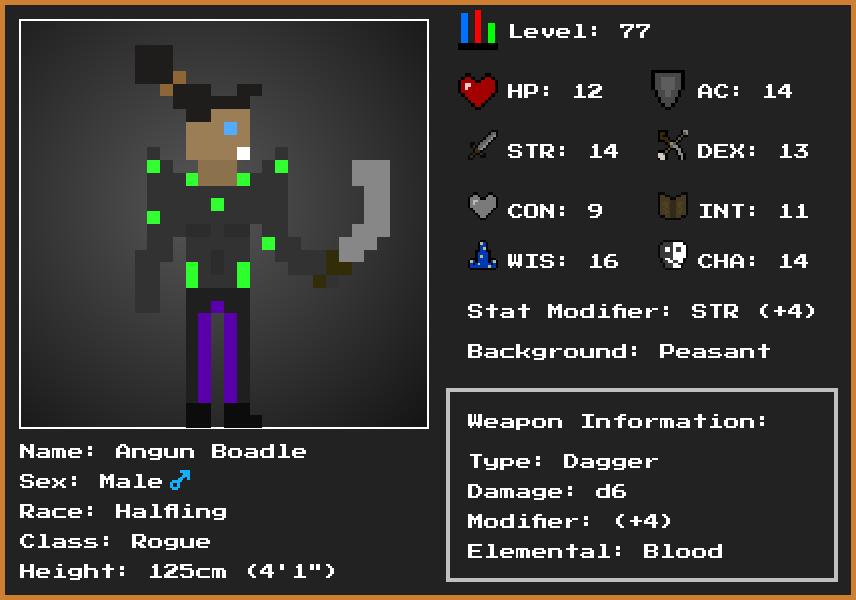 Level: 77
HP: 12
AC: 14
STR: 14
DEX: 13
CON: 9
INT: 11
WIS: 16
CHA: 14
Stat Modifier: STR (+4)
Background: Peasant
Weapon Information:
Type: Dagger
Damage: d6
Modifier: (+4)
Elemental: Blood
Name: Angun Boadle
Sex: Male ♂
Race: Halfling
Class: Rogue
Height: 125cm (4'1")